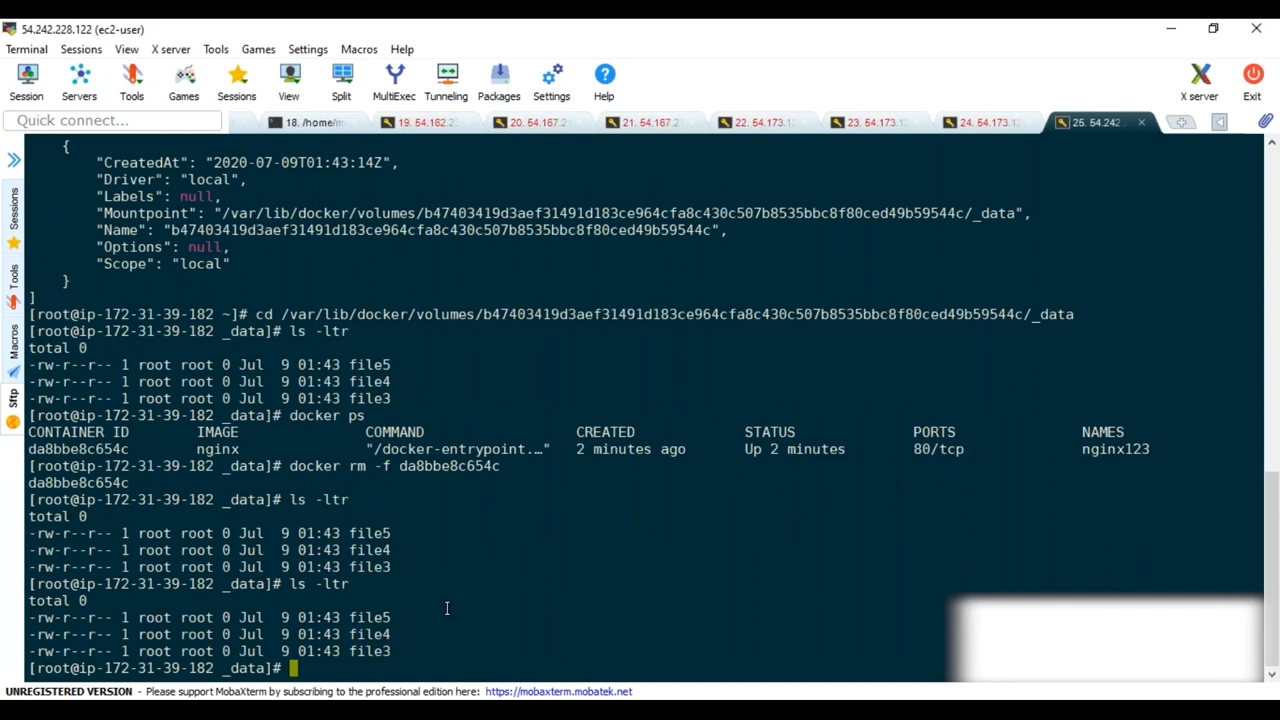 54.242.228.122 (ec2-user)
Terminal Sessions View X server Tools Games Settings Macros Help
Session Servers Tools Games Sessions View Split MultiExec Tunneling Packages Settings Help X server Exit
Quick connect... 18. /home/m 19. 54.162.2 20. 54.167.2 21. 54.167.2 22. 54.173.1 23. 54.173.1 24. 54.173.1 25. 54.242.
Sessions
Tools
Macros
Sftp
{
"CreatedAt": "2020-07-09T01:43:14Z",
"Driver": "local",
"Labels": null,
"Mountpoint": "/var/lib/docker/volumes/b47403419d3aef31491d183ce964cfa8c430c507b8535bbc8f80ced49b59544c/_data",
"Name": "b47403419d3aef31491d183ce964cfa8c430c507b8535bbc8f80ced49b59544c",
"Options": null,
"Scope": "local"
}
]
[root@ip-172-31-39-182 ~]# cd /var/lib/docker/volumes/b47403419d3aef31491d183ce964cfa8c430c507b8535bbc8f80ced49b59544c/_data
[root@ip-172-31-39-182 _data]# ls -ltr
total 0
-rw-r--r-- 1 root root 0 Jul  9 01:43 file5
-rw-r--r-- 1 root root 0 Jul  9 01:43 file4
-rw-r--r-- 1 root root 0 Jul  9 01:43 file3
[root@ip-172-31-39-182 _data]# docker ps
CONTAINER ID IMAGE COMMAND CREATED STATUS PORTS NAMES
da8bbe8c654c nginx "/docker-entrypoint.…" 2 minutes ago Up 2 minutes 80/tcp nginx123
[root@ip-172-31-39-182 _data]# docker rm -f da8bbe8c654c
da8bbe8c654c
[root@ip-172-31-39-182 _data]# ls -ltr
total 0
-rw-r--r-- 1 root root 0 Jul  9 01:43 file5
-rw-r--r-- 1 root root 0 Jul  9 01:43 file4
-rw-r--r-- 1 root root 0 Jul  9 01:43 file3
[root@ip-172-31-39-182 _data]# ls -ltr
total 0
-rw-r--r-- 1 root root 0 Jul  9 01:43 file5
-rw-r--r-- 1 root root 0 Jul  9 01:43 file4
-rw-r--r-- 1 root root 0 Jul  9 01:43 file3
[root@ip-172-31-39-182 _data]#
UNREGISTERED VERSION - Please support MobaXterm by subscribing to the professional edition here: https://mobaxterm.mobatek.net